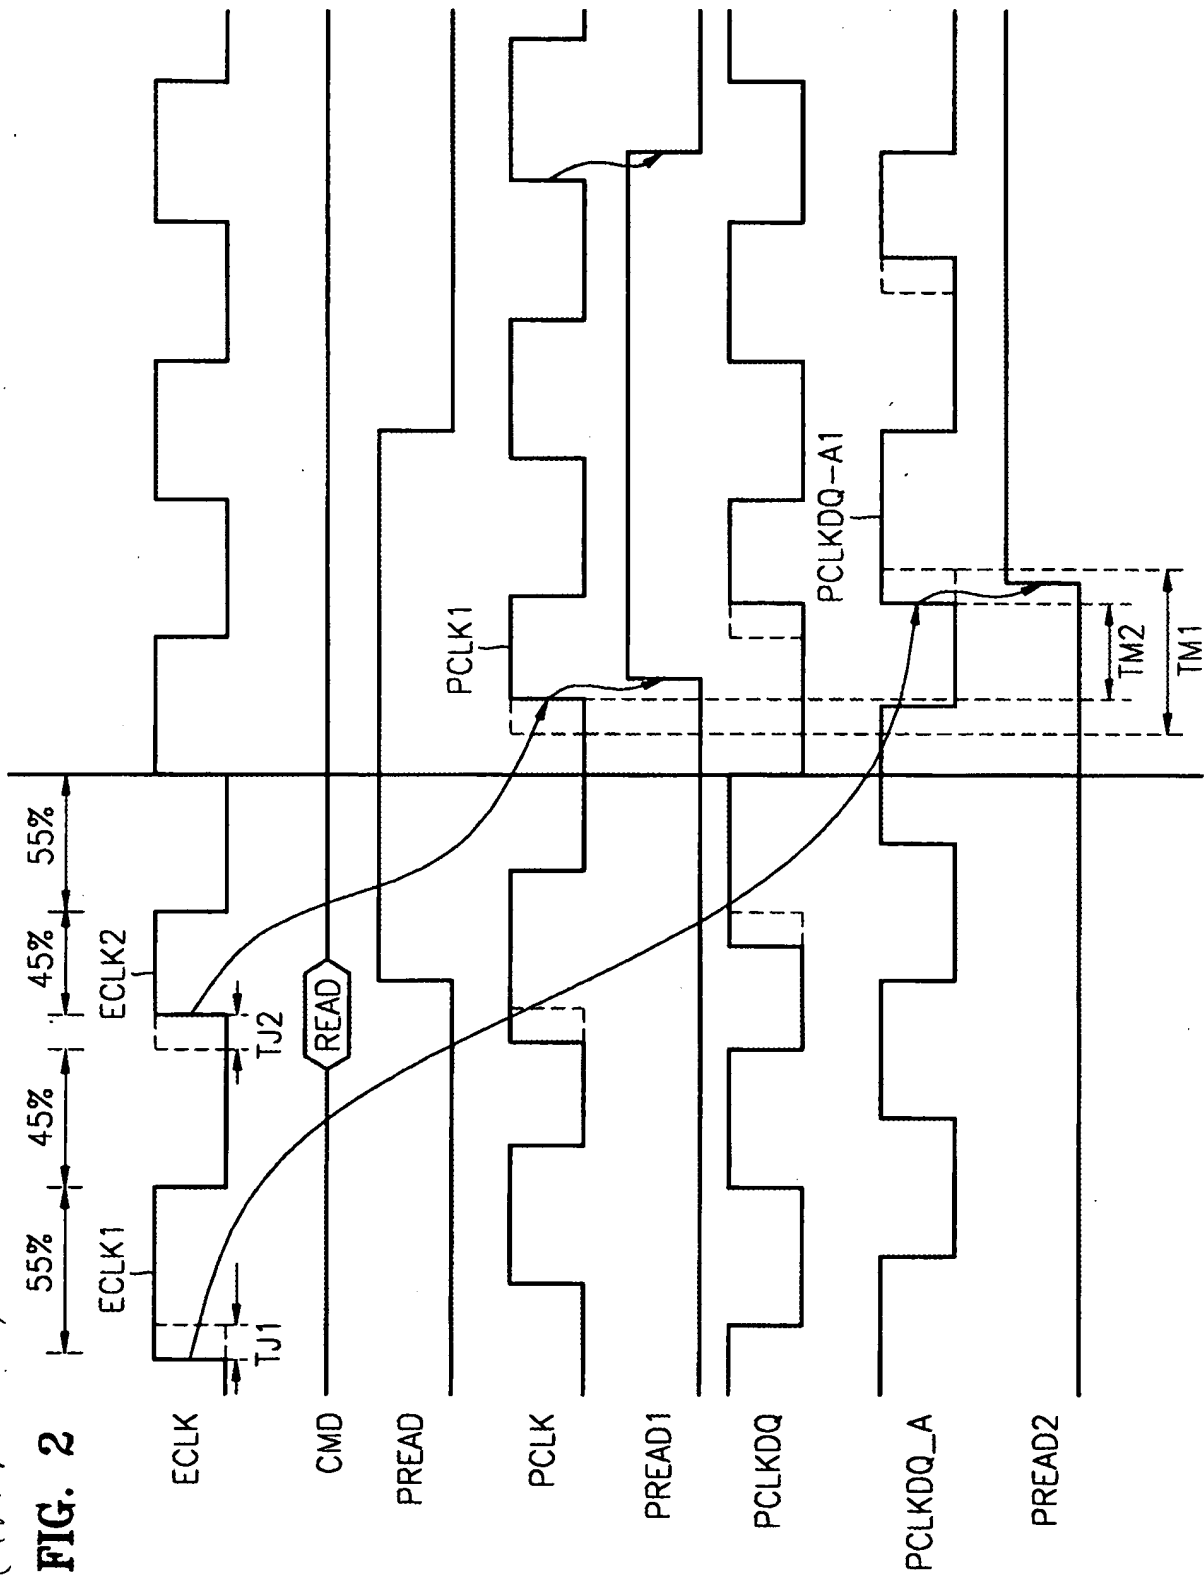 FIG. 2
55%
45%
45%
55%
ECLK
ECLK1
ECLK2
TJ1
TJ2
CMD
READ
PREAD
PCLK
PCLK1
PREAD1
PCLKDQ
PCLKDQ_A
PCLKDQ-A1
PREAD2
TM2
TM1